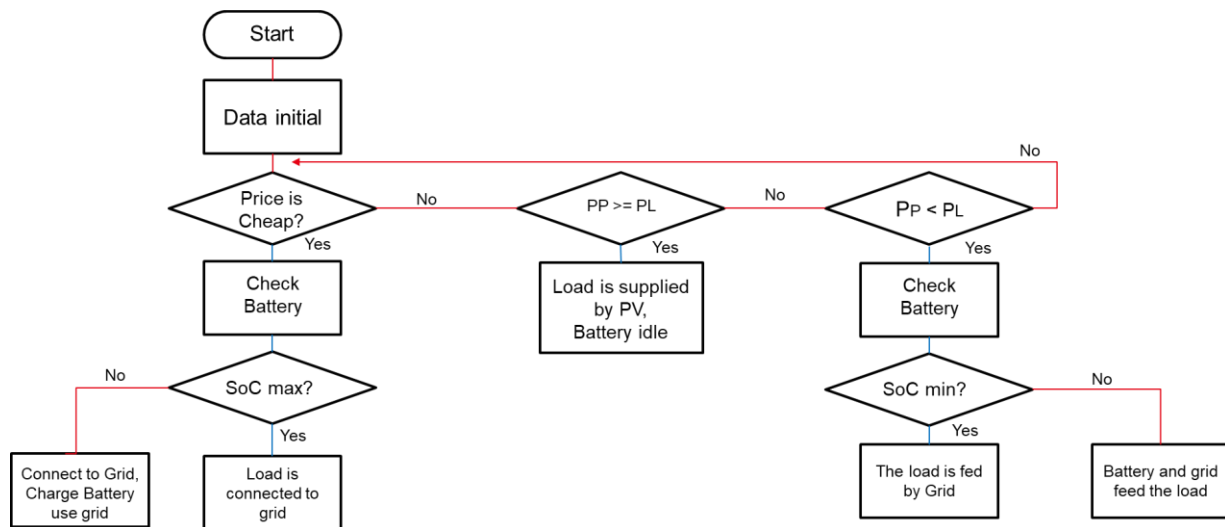 Start
Data initial
No
Price is
Cheap?
No
PP >= PL
No
PP < PL
Yes
Yes
Yes
Check
Battery
Load is supplied
by PV,
Battery idle
Check
Battery
No
SoC max?
SoC min?
No
Yes
Yes
Connect to Grid,
Charge Battery
use grid
Load is
connected to
grid
The load is fed
by Grid
Battery and grid
feed the load